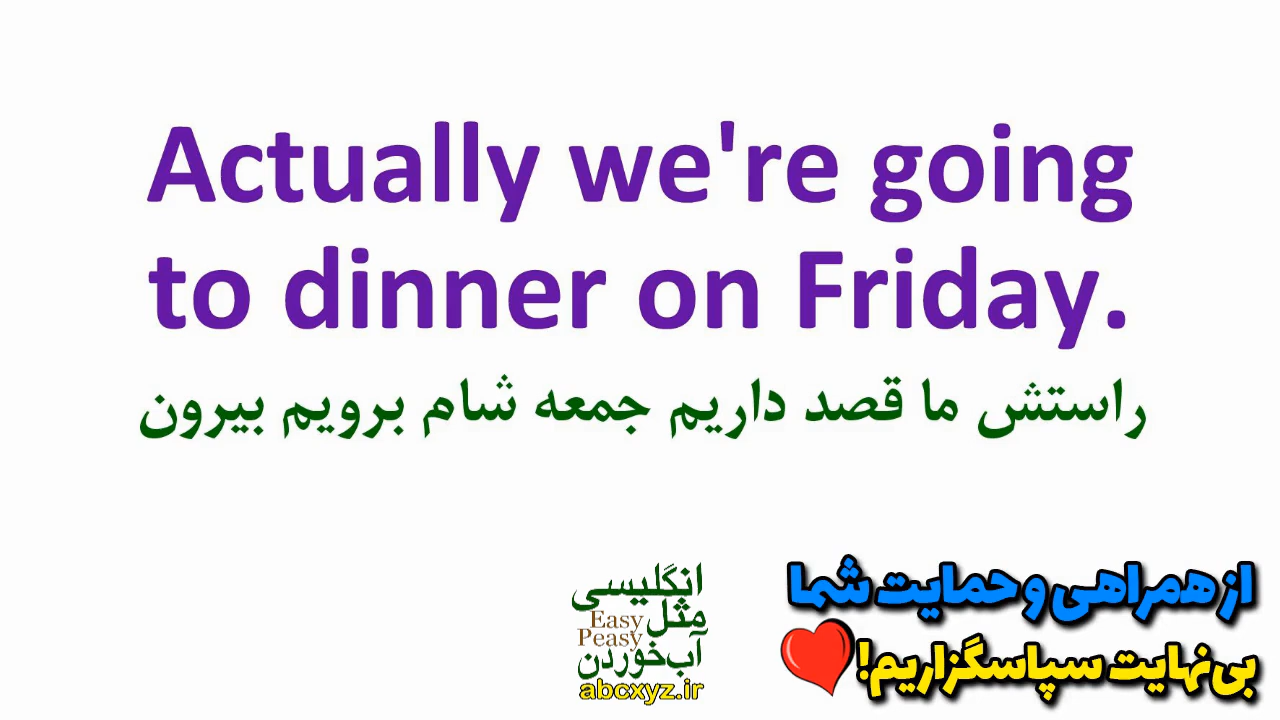 Actually we're going
to dinner on Friday.
راستش ما قصد داریم جمعه شام برویم بیرون
انگلیسی
مثل
Easy
Peasy
آب‌خوردن
abcxyz.ir
از همراهی و حمایت شما
بی‌نهایت سپاسگزاریم!